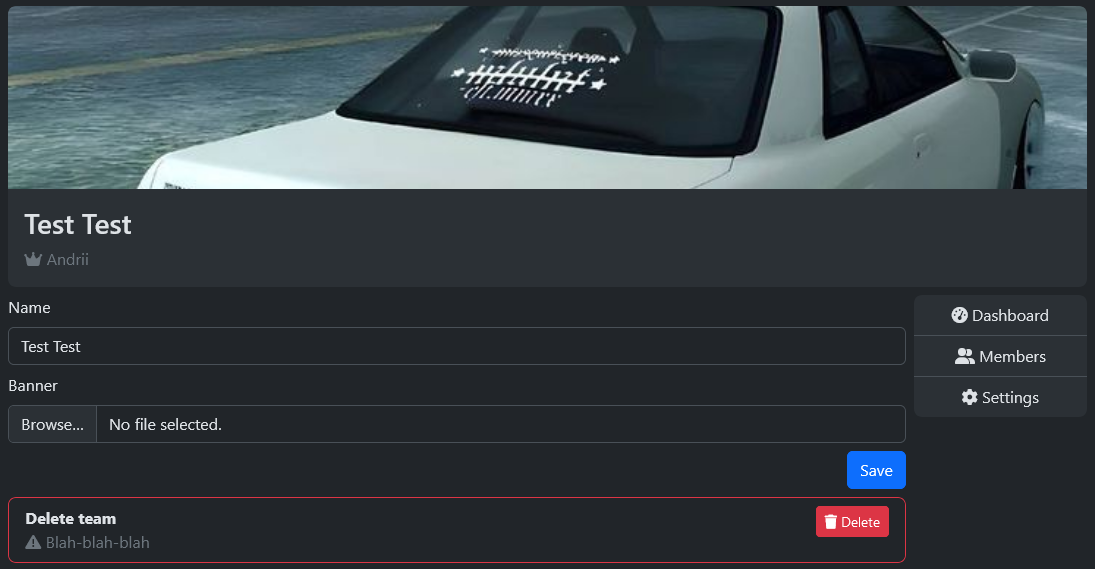 Test Test
Andrii
Name
Test Test
Banner
Browse... No file selected.
Save
Delete team
Blah-blah-blah
Delete
Dashboard
Members
Settings